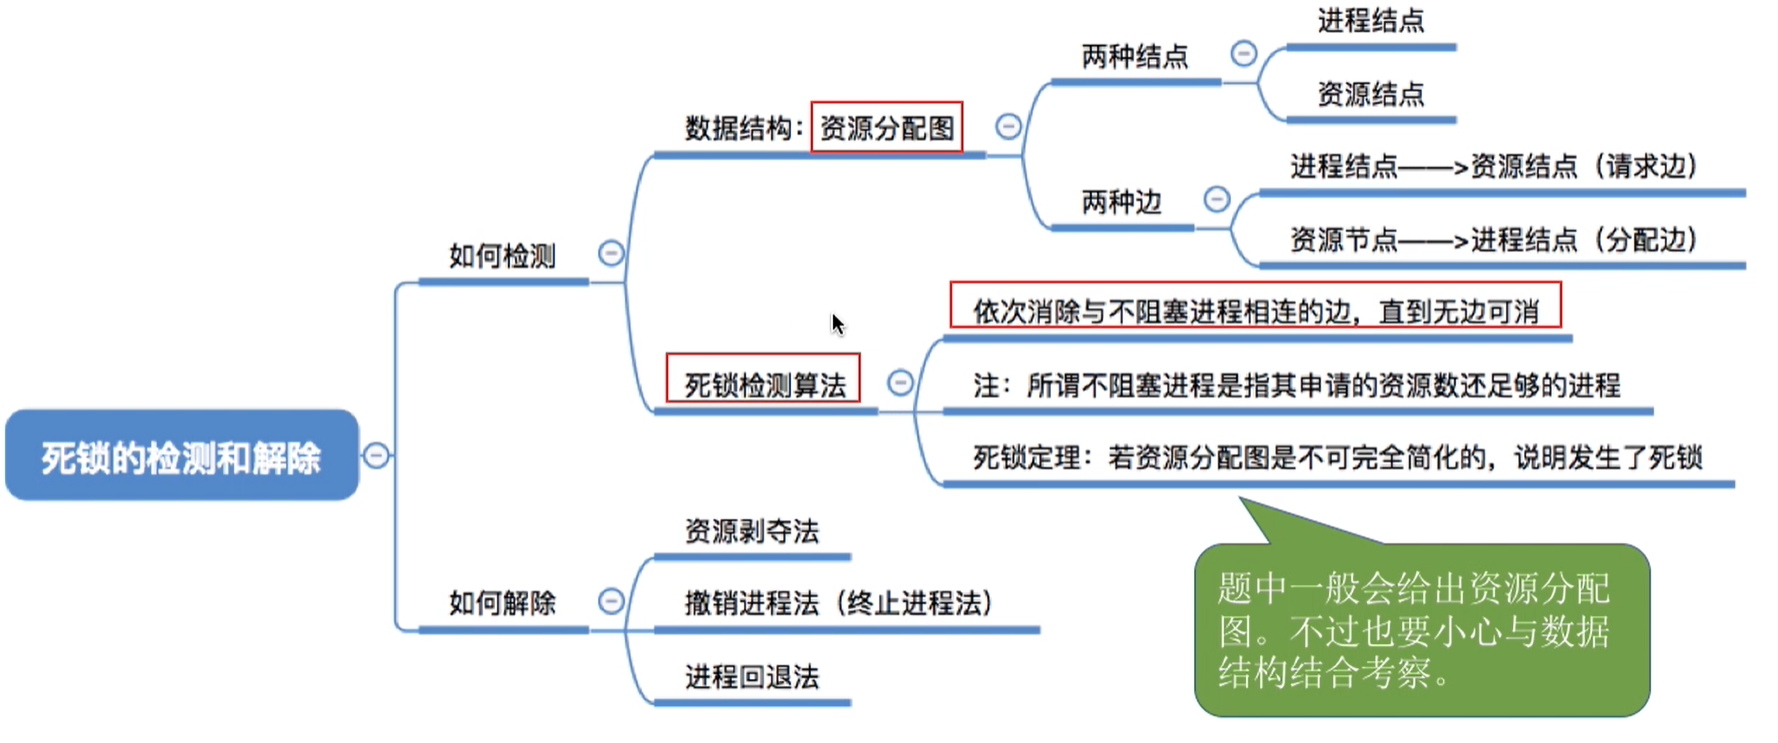 死锁的检测和解除
如何检测
数据结构：资源分配图
两种结点
进程结点
资源结点
两种边
进程结点——>资源结点（请求边）
资源节点——>进程结点（分配边）
死锁检测算法
依次消除与不阻塞进程相连的边，直到无边可消
注：所谓不阻塞进程是指其申请的资源数还足够的进程
死锁定理：若资源分配图是不可完全简化的，说明发生了死锁
如何解除
资源剥夺法
撤销进程法（终止进程法）
进程回退法
题中一般会给出资源分配
图。不过也要小心与数据
结构结合考察。